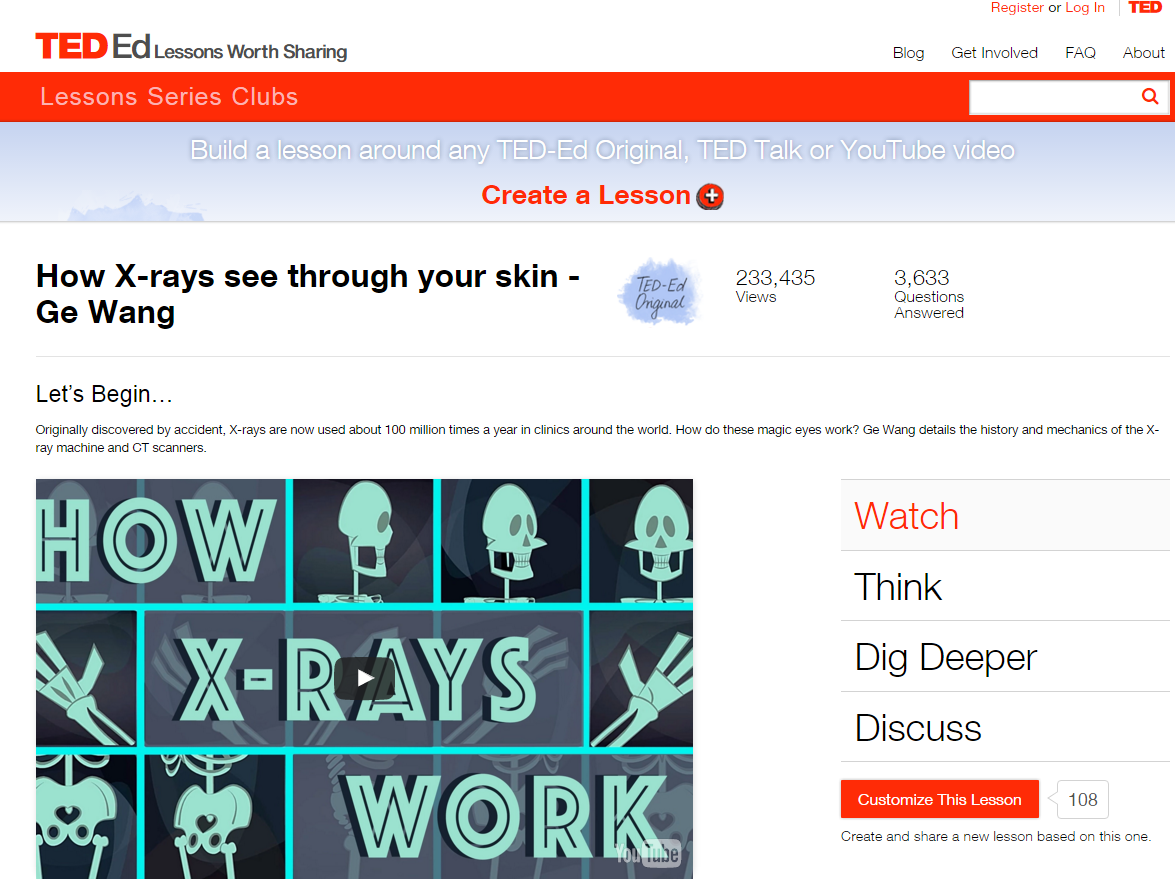 Register or Log In TED
TED Ed Lessons Worth Sharing
Blog Get Involved FAQ About
Lessons Series Clubs
Build a lesson around any TED-Ed Original, TED Talk or YouTube video
Create a Lesson
How X-rays see through your skin -
Ge Wang
TED-Ed
Original
233,435
Views
3,633
Questions
Answered
Let's Begin…
Originally discovered by accident, X-rays are now used about 100 million times a year in clinics around the world. How do these magic eyes work? Ge Wang details the history and mechanics of the X-
ray machine and CT scanners.
HOW
X-RAYS
WORK
YouTube
Watch
Think
Dig Deeper
Discuss
Customize This Lesson 108
Create and share a new lesson based on this one.